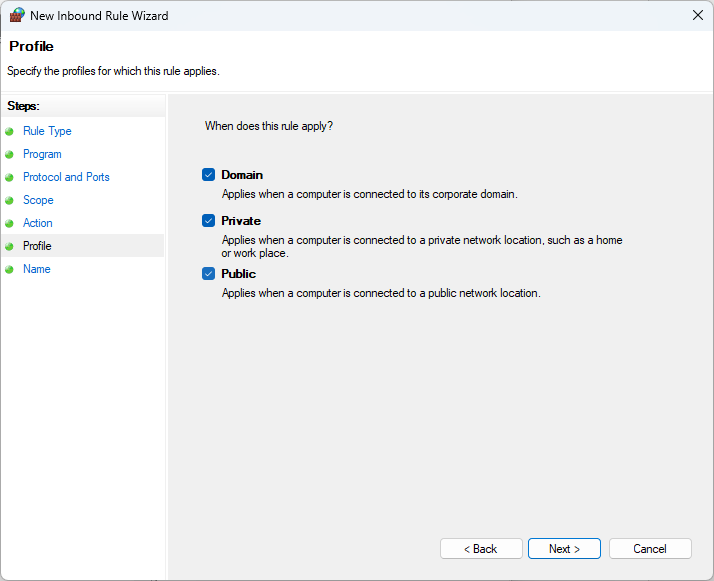 New Inbound Rule Wizard
Profile
Specify the profiles for which this rule applies.
Steps:
Rule Type
Program
Protocol and Ports
Scope
Action
Profile
Name
When does this rule apply?
Domain
Applies when a computer is connected to its corporate domain.
Private
Applies when a computer is connected to a private network location, such as a home
or work place.
Public
Applies when a computer is connected to a public network location.
< Back
Next >
Cancel